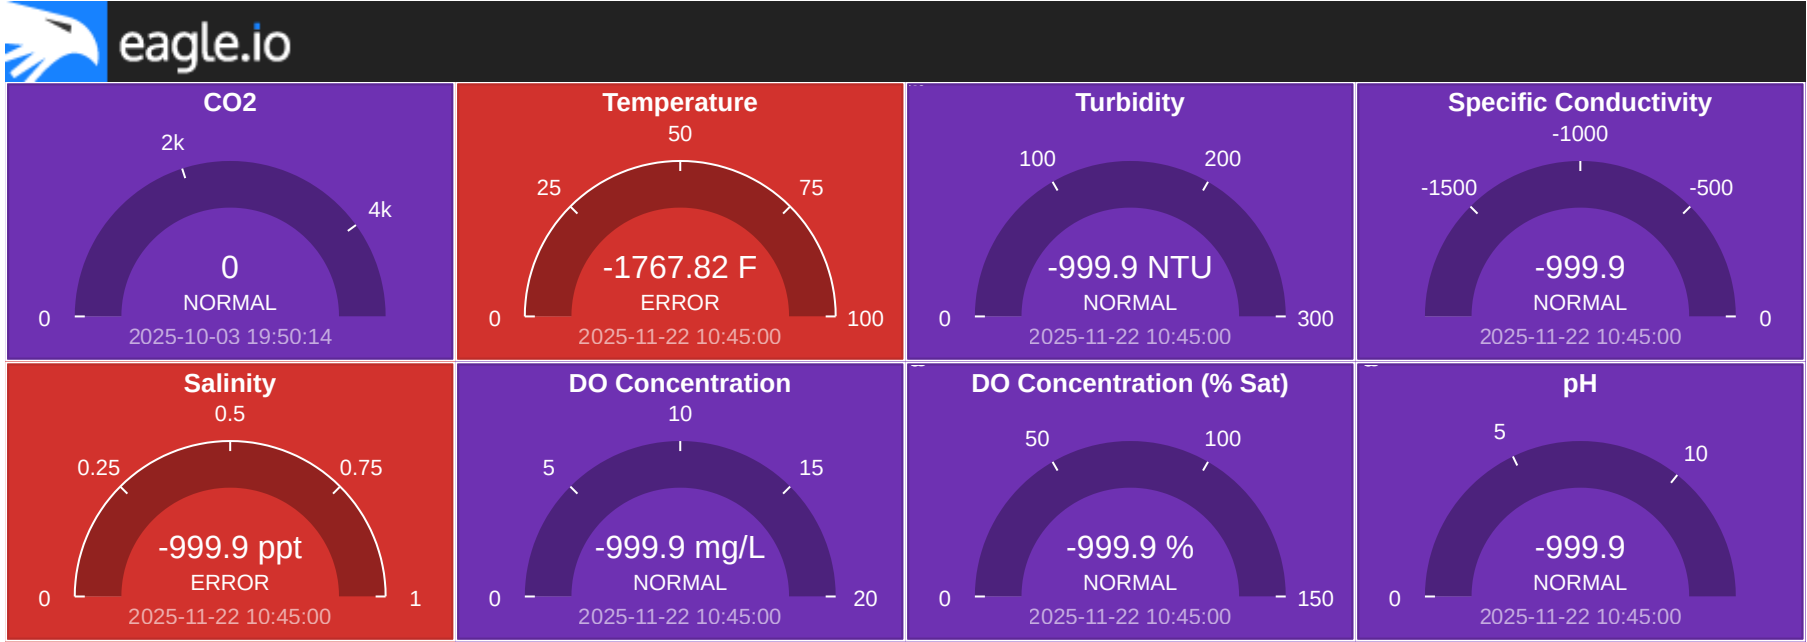 eagle.io
CO2
2k
4k
0
NORMAL
0
2025-10-03 19:50:14
Temperature
50
25
75
-1767.82 F
ERROR
0
100
2025-11-22 10:45:00
Turbidity
100
200
-999.9 NTU
NORMAL
0
300
2025-11-22 10:45:00
Specific Conductivity
-1000
-1500
-500
-999.9
NORMAL
0
2025-11-22 10:45:00
Salinity
0.5
0.25
0.75
-999.9 ppt
ERROR
0
1
2025-11-22 10:45:00
DO Concentration
10
5
15
-999.9 mg/L
NORMAL
0
20
2025-11-22 10:45:00
DO Concentration (% Sat)
50
100
-999.9 %
NORMAL
0
150
2025-11-22 10:45:00
pH
5
10
-999.9
NORMAL
0
2025-11-22 10:45:00